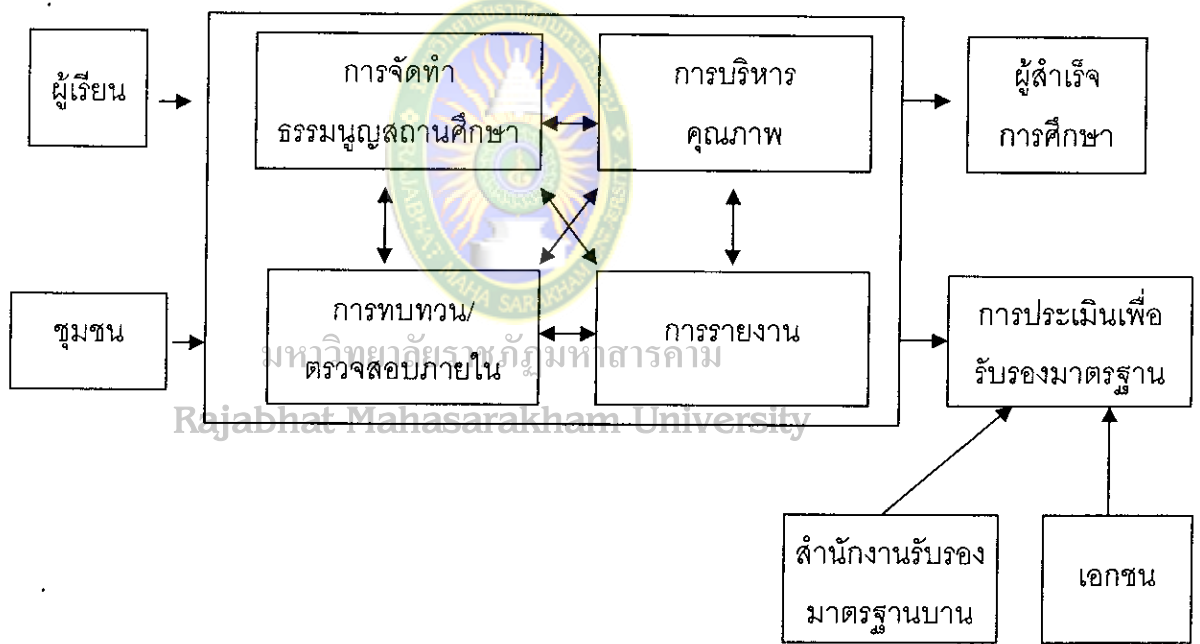 ผู้เรียน
การจัดทำ
ธรรมนูญสถานศึกษา
การบริหาร
คุณภาพ
ผู้สำเร็จ
การศึกษา
ชุมชน
การทบทวน/
ตรวจสอบภายใน
การรายงาน
การประเมินเพื่อ
รับรองมาตรฐาน
มหาวิทยาลัยราชภัฏมหาสารคาม
Rajabhat Mahasarakham University
สำนักงานรับรอง
มาตรฐานบาน
เอกชน